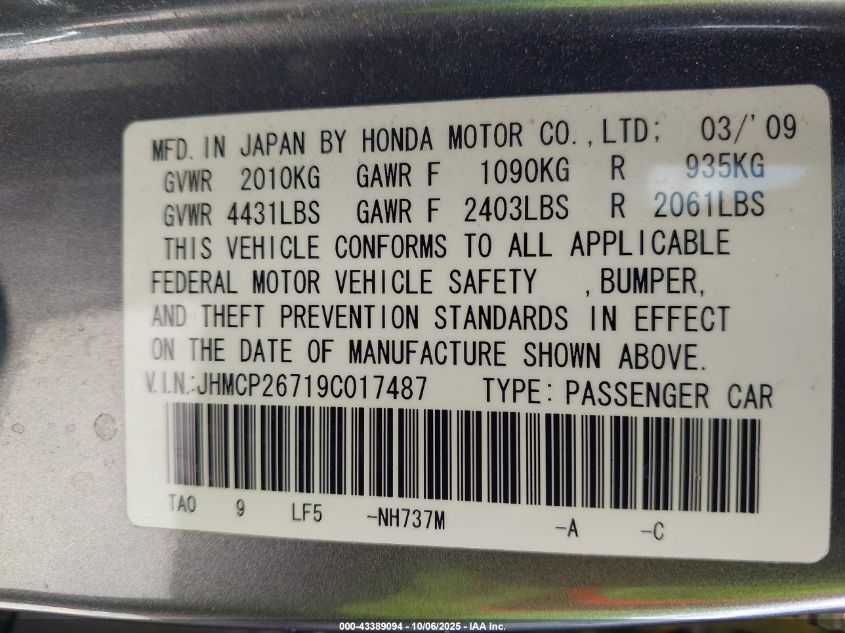 MFD. IN JAPAN BY HONDA MOTOR CO., LTD; 03/'09
GVWR 2010KG GAWR F 1090KG R 935KG
GVWR 4431LBS GAWR F 2403LBS R 2061LBS
THIS VEHICLE CONFORMS TO ALL APPLICABLE
FEDERAL MOTOR VEHICLE SAFETY , BUMPER,
AND THEFT PREVENTION STANDARDS IN EFFECT
ON THE DATE OF MANUFACTURE SHOWN ABOVE.
V.I.N.:JHMCP26719C017487 TYPE: PASSENGER CAR
TA0 9 LF5 -NH737M -A -C
000-43389094 - 10/06/2025 - IAA Inc.